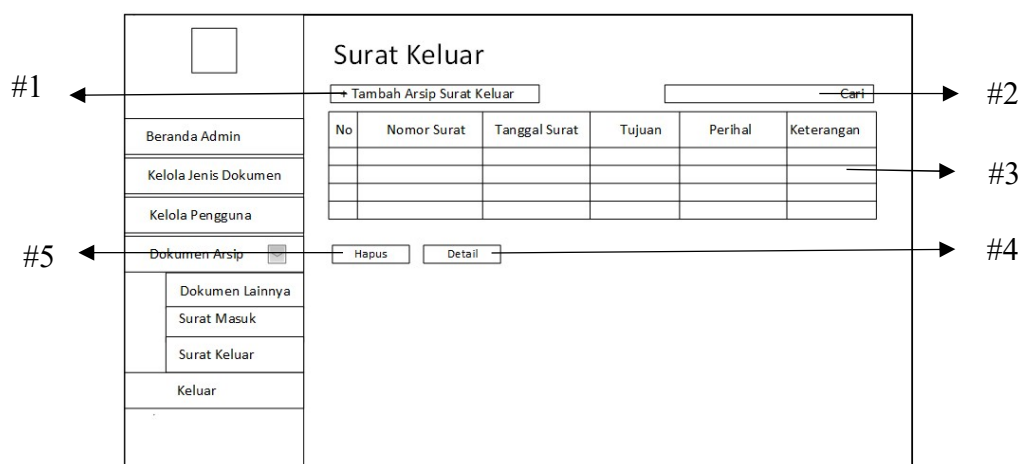 Surat Keluar
#1
+ Tambah Arsip Surat Keluar
Cari
#2
No Nomor Surat Tanggal Surat Tujuan Perihal Keterangan
#3
Beranda Admin
Kelola Jenis Dokumen
Kelola Pengguna
#5
Dokumen Arsip
Hapus Detail
#4
Dokumen Lainnya
Surat Masuk
Surat Keluar
Keluar